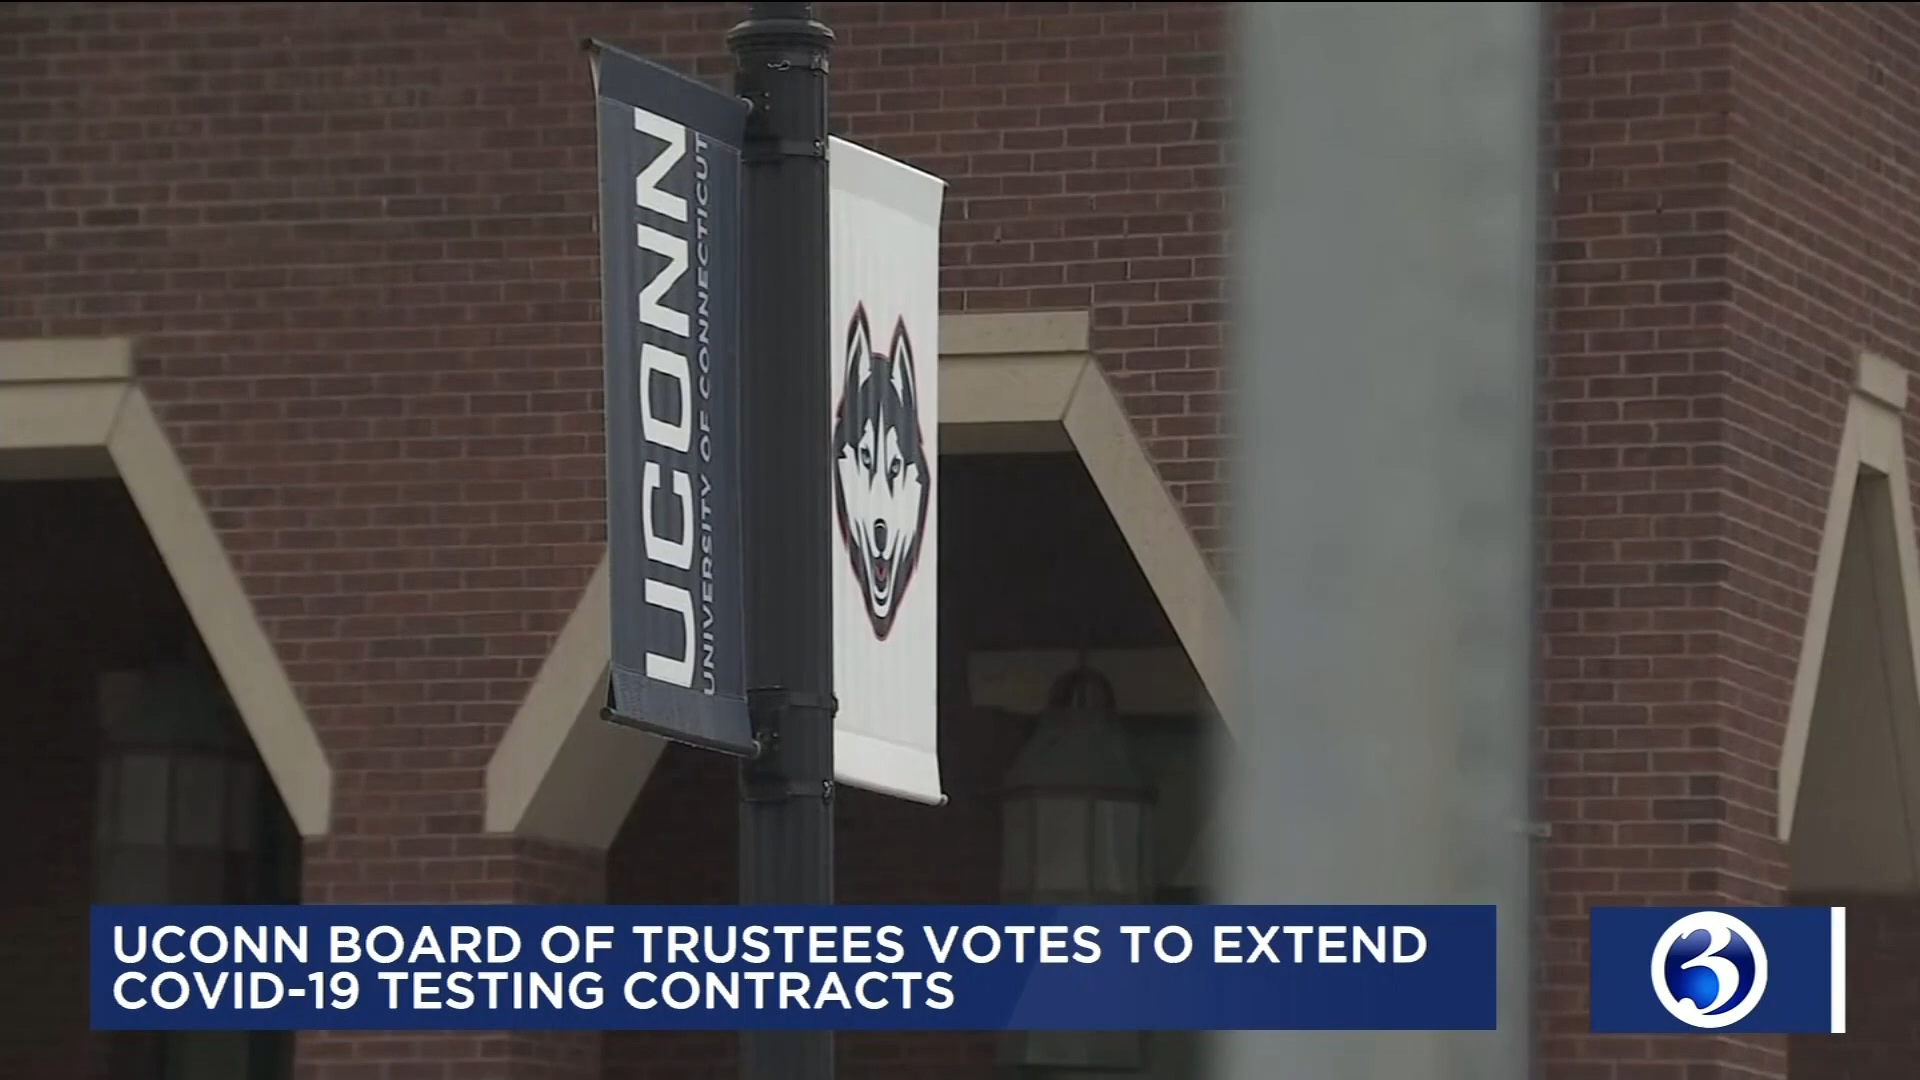 UCONN
UNIVERSITY OF CONNECTICUT
UCONN BOARD OF TRUSTEES VOTES TO EXTEND
COVID-19 TESTING CONTRACTS
3